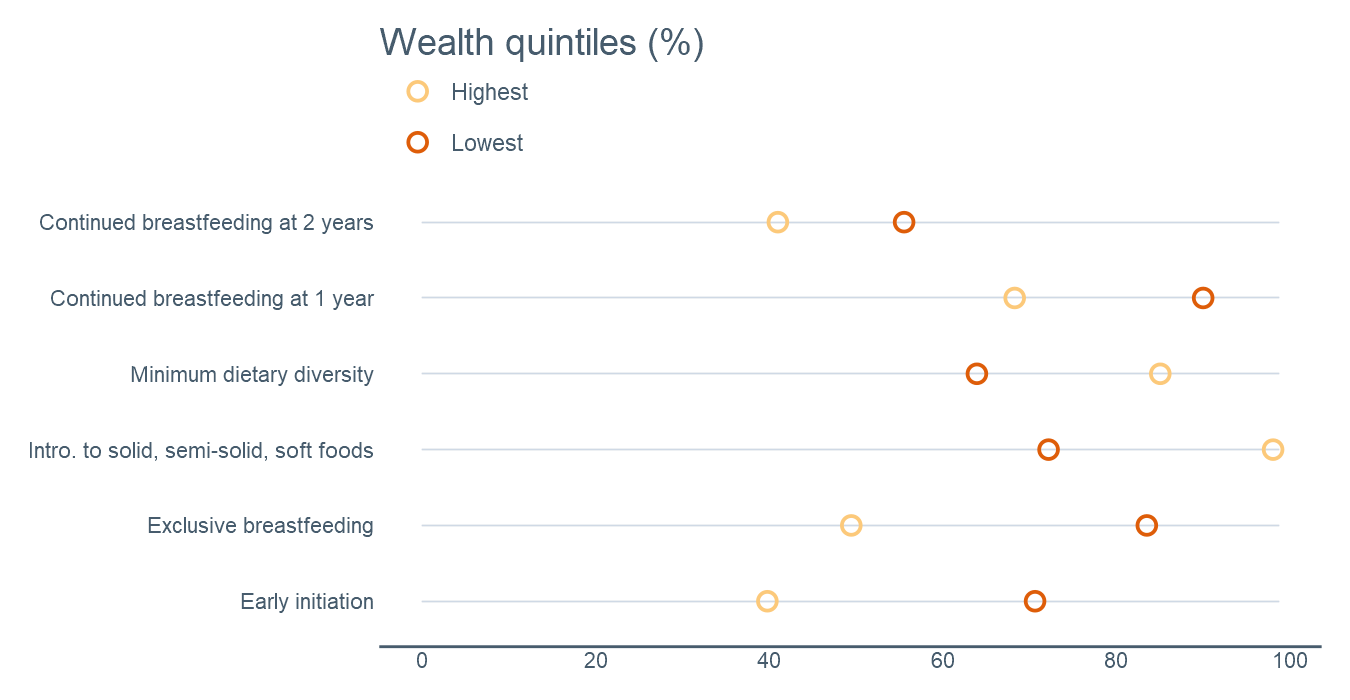 Wealth quintiles (%)
Highest
Lowest
Continued breastfeeding at 2 years
Continued breastfeeding at 1 year
Minimum dietary diversity
Intro. to solid, semi-solid, soft foods
Exclusive breastfeeding
Early initiation
0 20 40 60 80 100